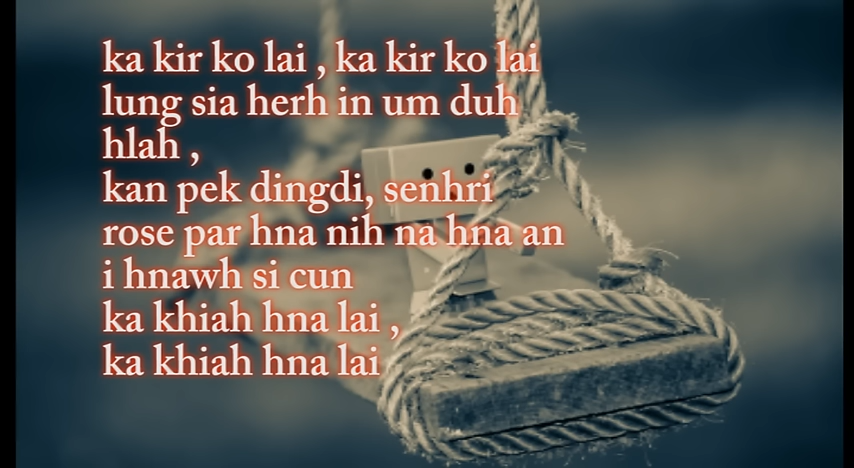 ka kir ko lai , ka kir ko lai
lung sia herh in um duh
hlah ,
kan pek dingdi, senhri
rose par hna nih na hna an
i hnawh si cun
ka khiah hna lai ,
ka khiah hna lai